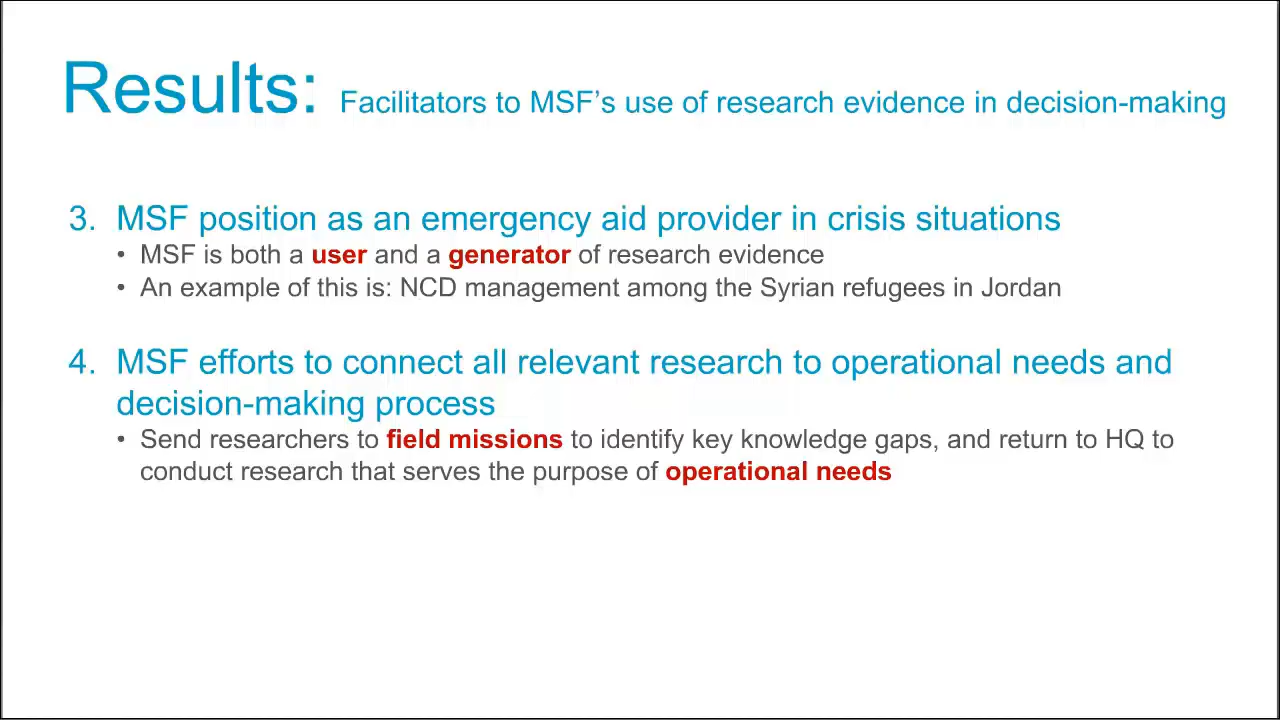 Results: Facilitators to MSF’s use of research evidence in decision-making
3. MSF position as an emergency aid provider in crisis situations
• MSF is both a user and a generator of research evidence
• An example of this is: NCD management among the Syrian refugees in Jordan
4. MSF efforts to connect all relevant research to operational needs and
decision-making process
• Send researchers to field missions to identify key knowledge gaps, and return to HQ to
conduct research that serves the purpose of operational needs